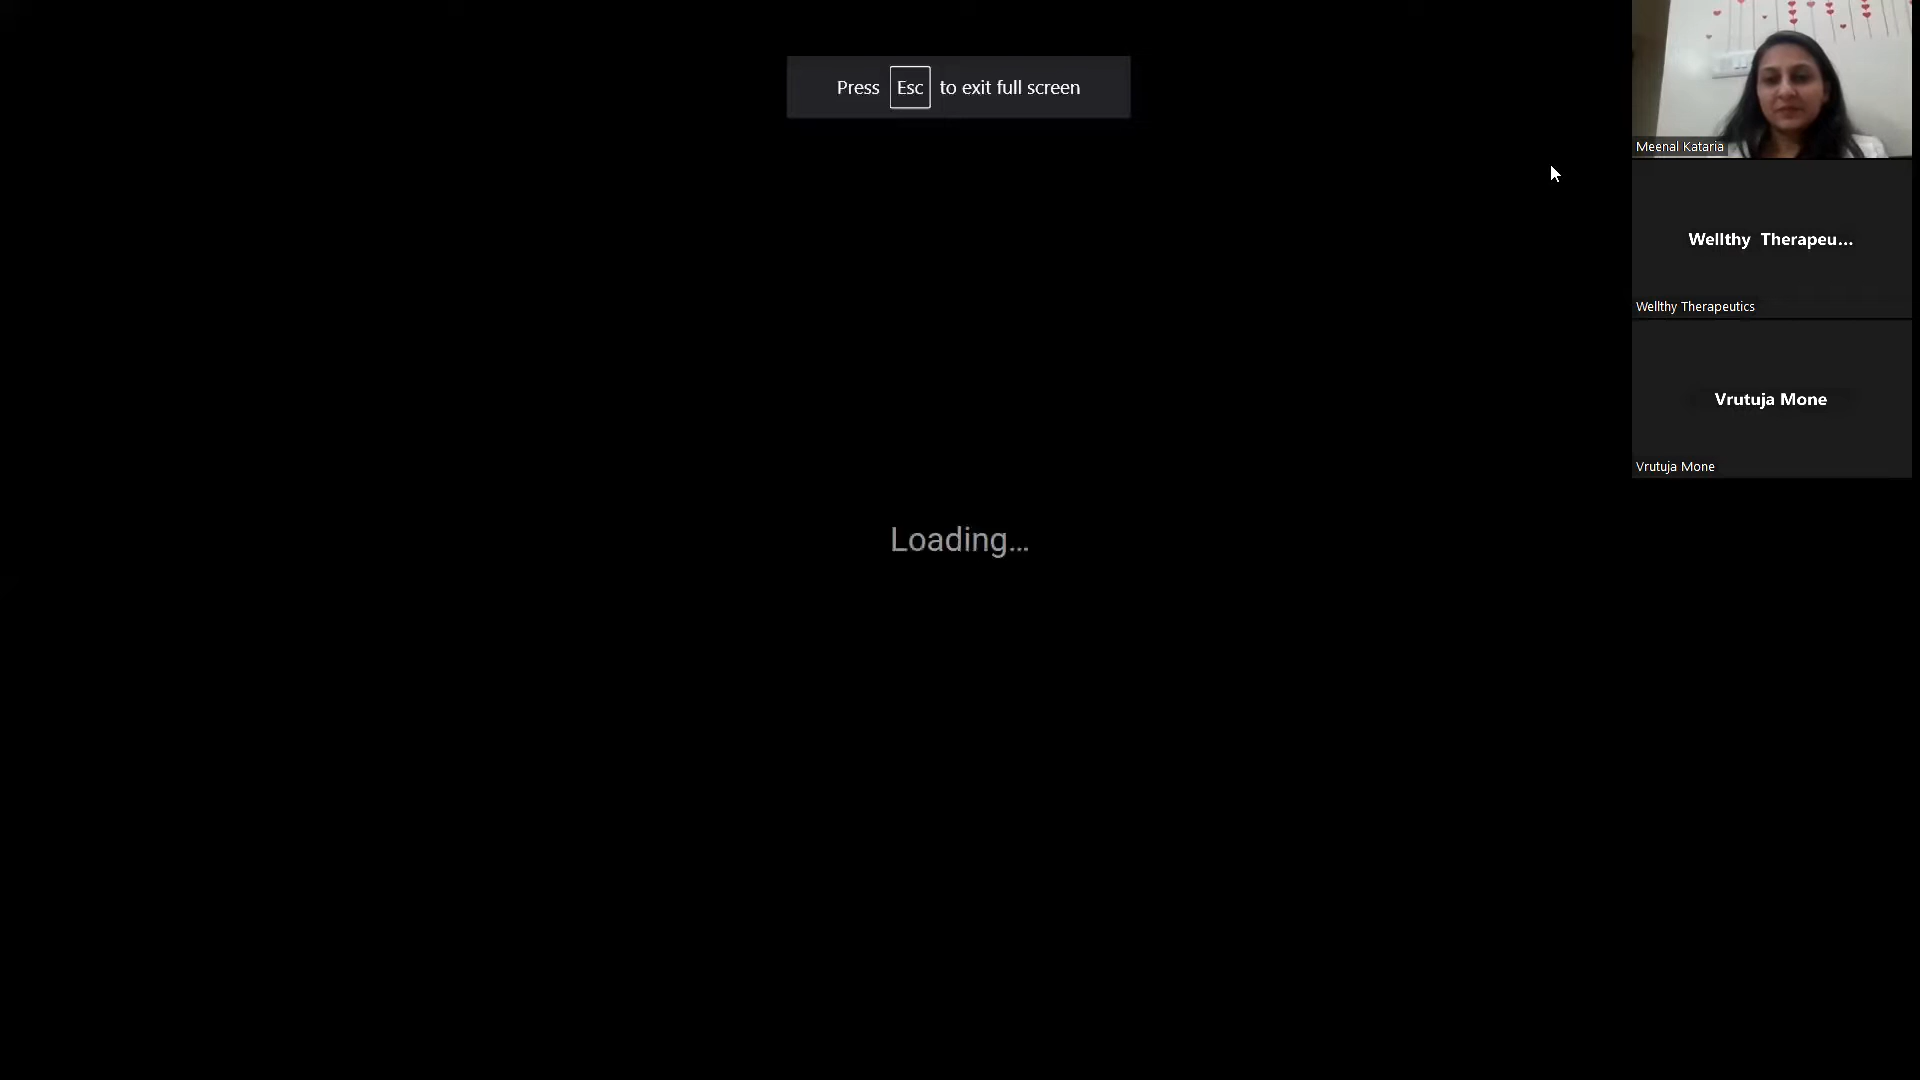 Press Esc to exit full screen
Meenal Kataria
Wellthy Therapeu...
Wellthy Therapeutics
Vrutuja Mone
Vrutuja Mone
Loading...